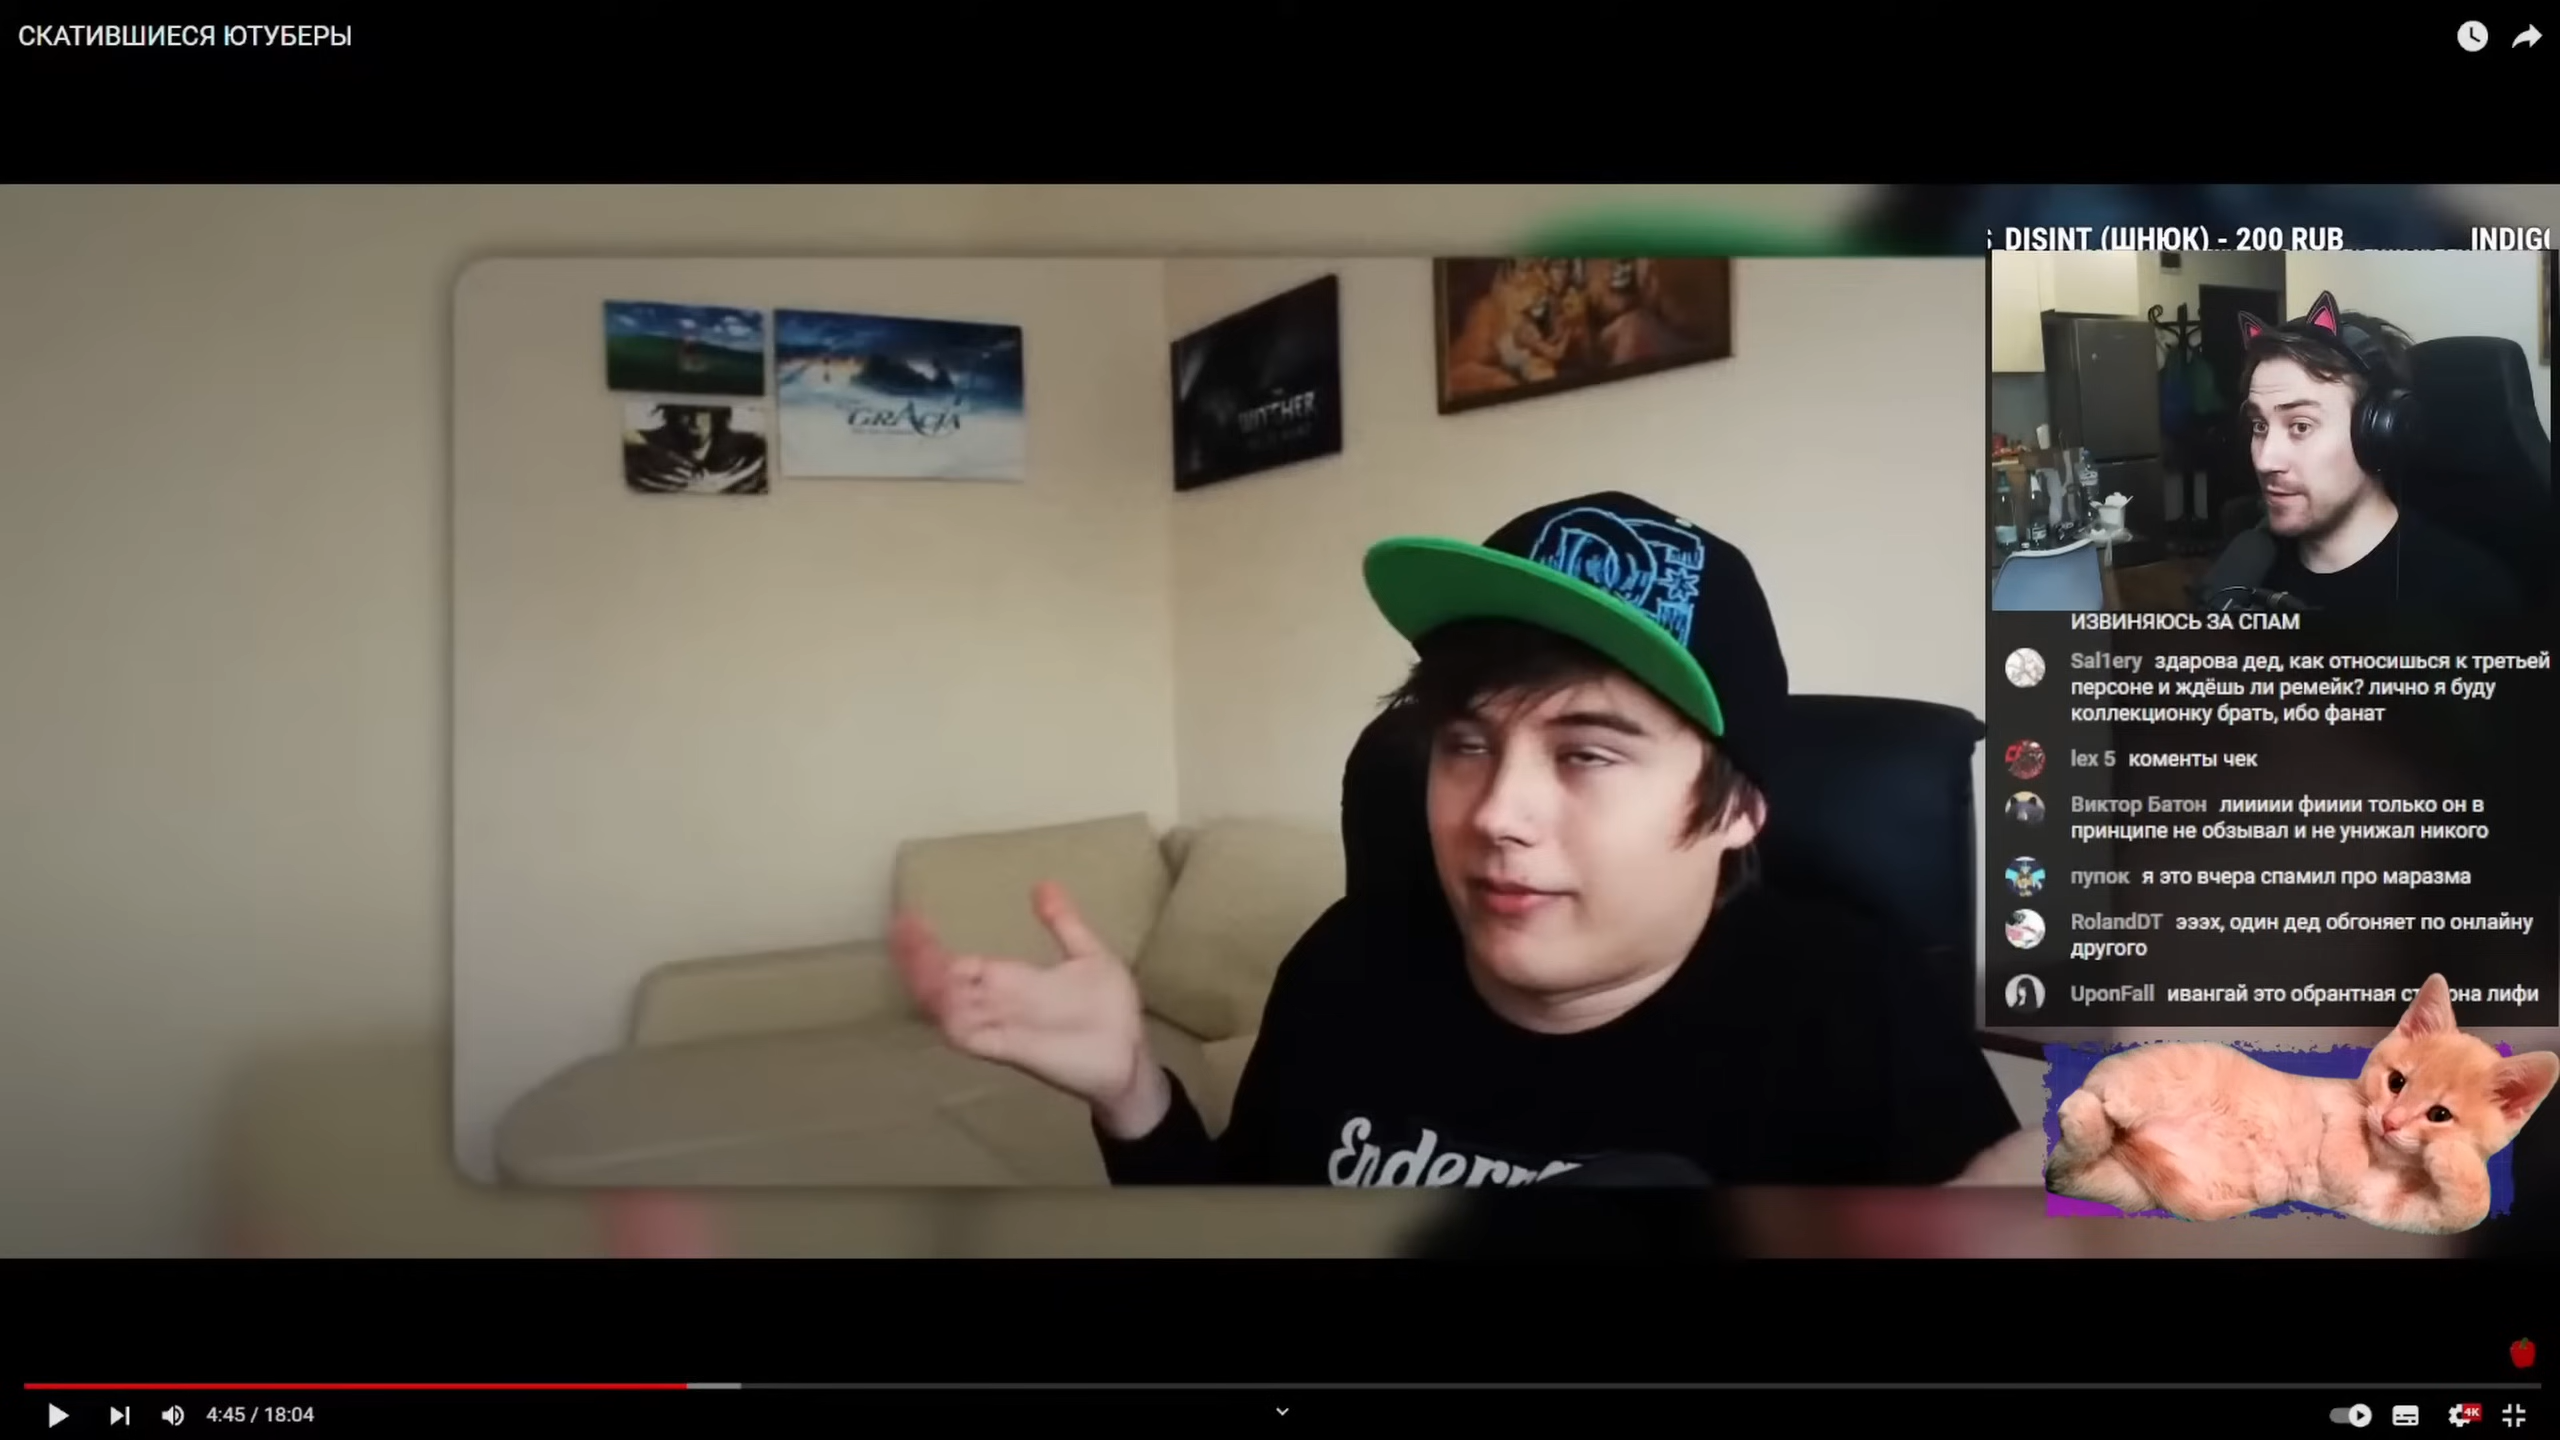 СКАТИВШИЕСЯ ЮТУБЕРЫ
DISINT (ШНЮК) - 200 RUB
GRACIA
WITCHER
ИЗВИНЯЮСЬ ЗА СПАМ
Sal1ery здарова дед, как относишься к третьей
персоне и ждёшь ли ремейк? лично я буду
коллекционку брать, ибо фанат
lex 5 коменты чек
Виктор Батон лиииии фииии только он в
принципе не обзывал и не унижал никого
пупок я это вчера спамил про маразма
RolandDT эээх, один дед обгоняет по онлайну
другого
UponFall ивангай это обрантная лифи
4:45 / 18:04
4K